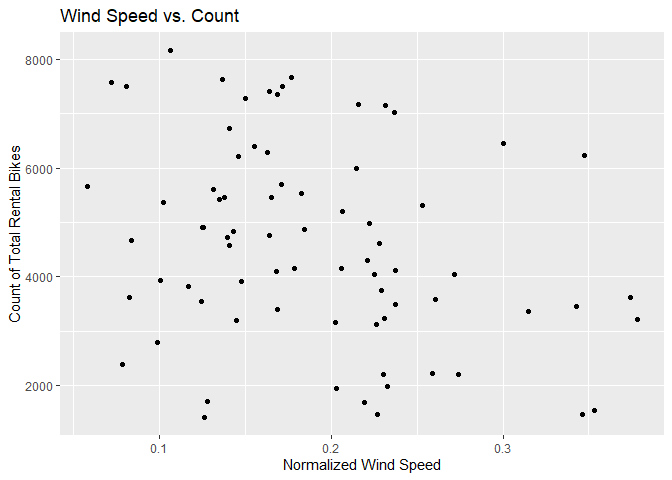 Wind Speed vs. Count
Count of Total Rental Bikes
8000
6000
4000
2000
0.1
0.2
0.3
Normalized Wind Speed